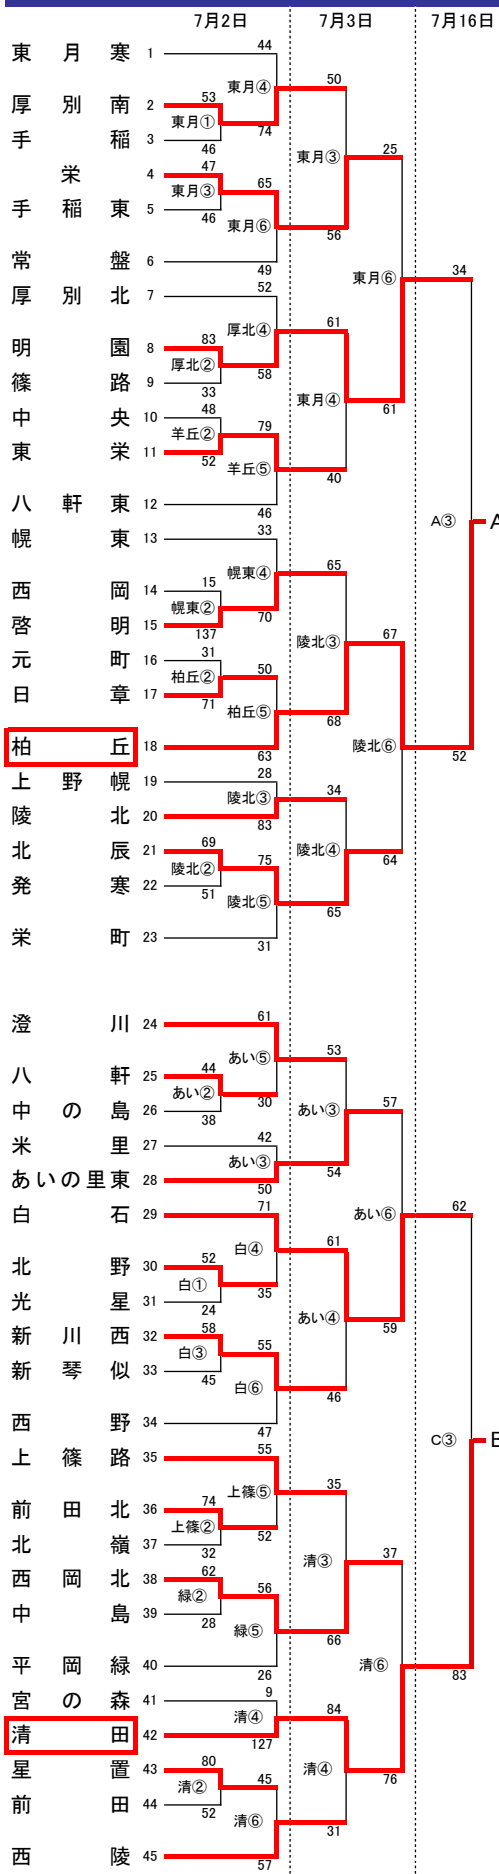 7月2日 7月3日 7月16日
東月寒 1 44
東月④ 50
厚別南 2 53
東月① 74
手稲 3 46
東月③ 25
栄 4 47
東月③ 65
手稲東 5 46
東月⑥ 56
常盤 6 49
東月⑥ 34
厚別北 7 52
厚北④ 61
明園 8 83
厚北② 58
篠路 9 33
東月④ 61
中央 10 48
羊丘② 79
東栄 11 52
羊丘⑤ 40
八軒東 12 46
A③ A
幌東 13 33
幌東④ 65
西岡 14 15
幌東② 70
啓明 15 137
陵北③ 67
元町 16 31
柏丘② 50
日章 17 71
柏丘⑤ 68
柏丘 18 63
陵北⑥ 52
上野幌 19 28
陵北③ 34
陵北 20 83
陵北④ 64
北辰 21 69
陵北② 75
発寒 22 51
陵北⑤ 65
栄町 23 31
澄川 24 61
あい⑤ 53
八軒 25 44
あい② 30
中の島 26 38
あい③ 57
米里 27 42
あい③ 54
あいの里東 28 50
白石 29 71
あい⑥ 62
白④ 61
北野 30 52
白① 35
光星 31 24
あい④ 59
新川西 32 58
白③ 55
新琴似 33 45
白⑥ 46
西野 34 47
C③ B
上篠路 35 55
上篠⑤ 35
前田北 36 74
上篠② 52
北嶺 37 32
清③ 37
西岡北 38 62
緑② 56
中島 39 28
緑⑤ 66
平岡緑 40 26
清⑥ 83
宮の森 41 9
清④ 84
清田 42 127
清④ 76
星置 43 80
清② 45
前田 44 52
清⑥ 31
西陵 45 57